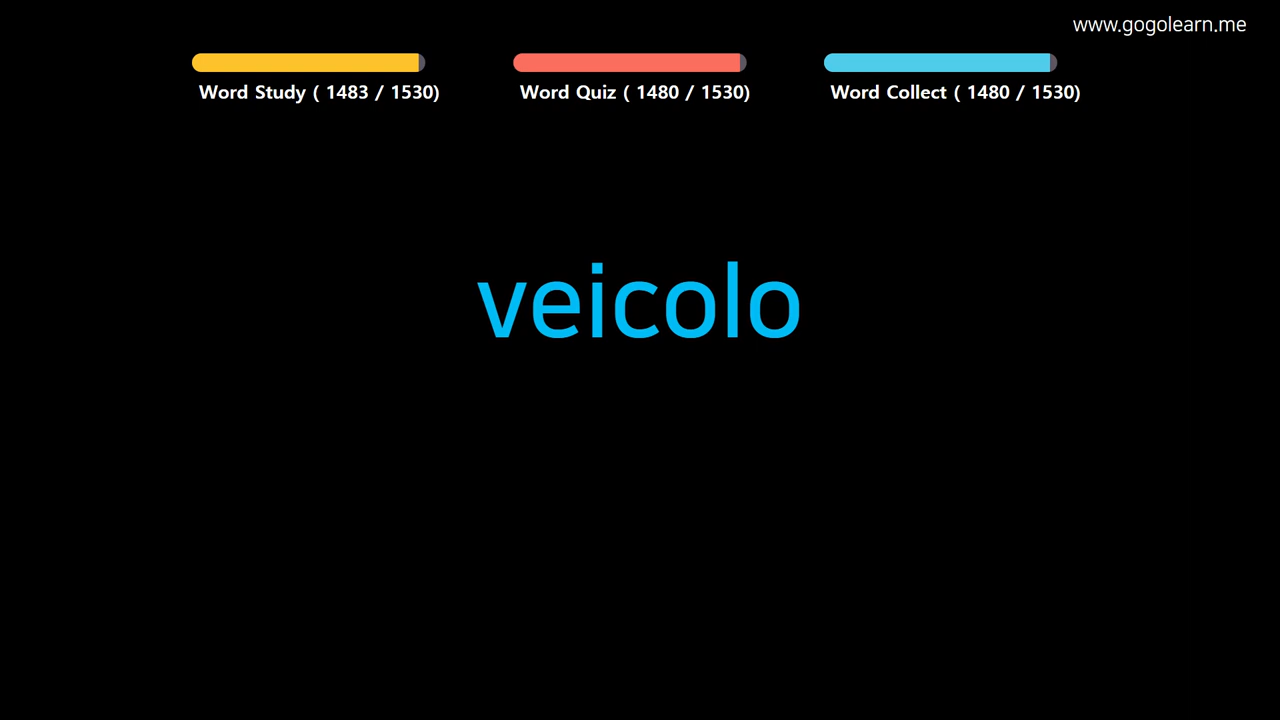 www.gogolearn.me
Word Study ( 1483 / 1530)
Word Quiz ( 1480 / 1530)
Word Collect ( 1480 / 1530)
veicolo